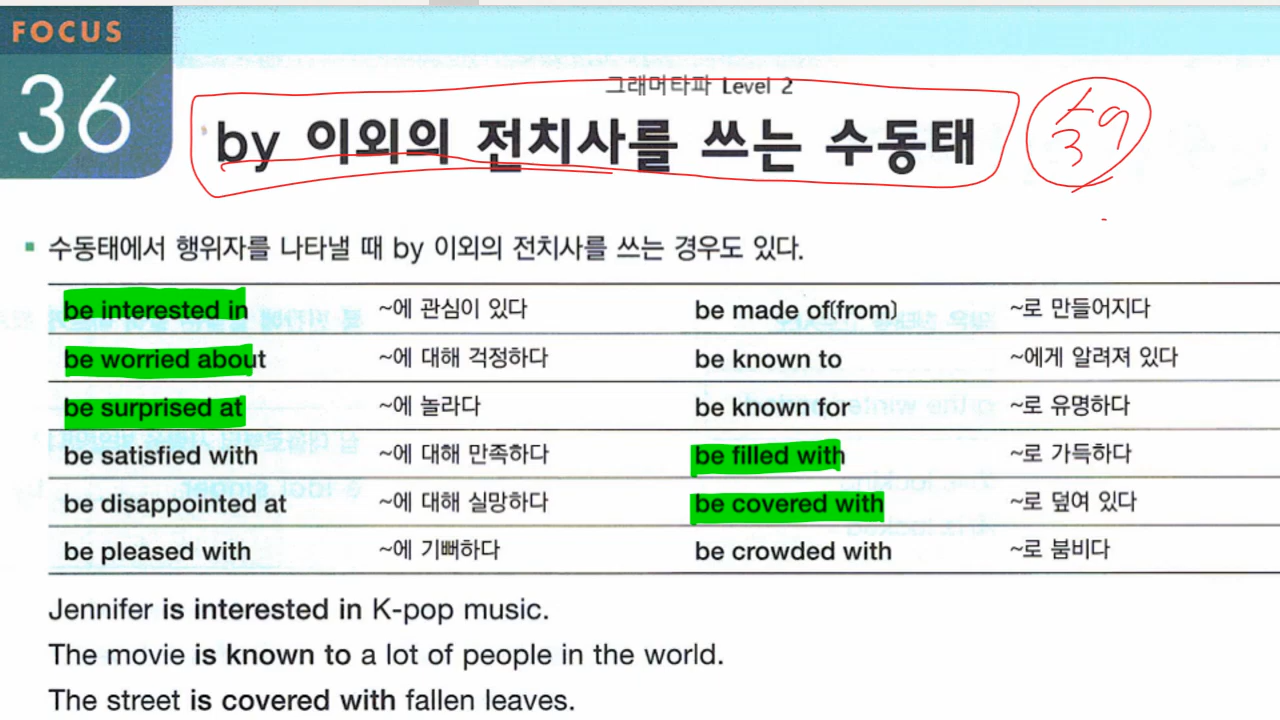 FOCUS
36
그래머타파 Level 2
by 이외의 전치사를 쓰는 수동태
수동태에서 행위자를 나타낼 때 by 이외의 전치사를 쓰는 경우도 있다.
be interested in ~에 관심이 있다 be made of(from) ~로 만들어지다
be worried about ~에 대해 걱정하다 be known to ~에게 알려져 있다
be surprised at ~에 놀라다 be known for ~로 유명하다
be satisfied with ~에 대해 만족하다 be filled with ~로 가득하다
be disappointed at ~에 대해 실망하다 be covered with ~로 덮여 있다
be pleased with ~에 기뻐하다 be crowded with ~로 붐비다
Jennifer is interested in K-pop music.
The movie is known to a lot of people in the world.
The street is covered with fallen leaves.